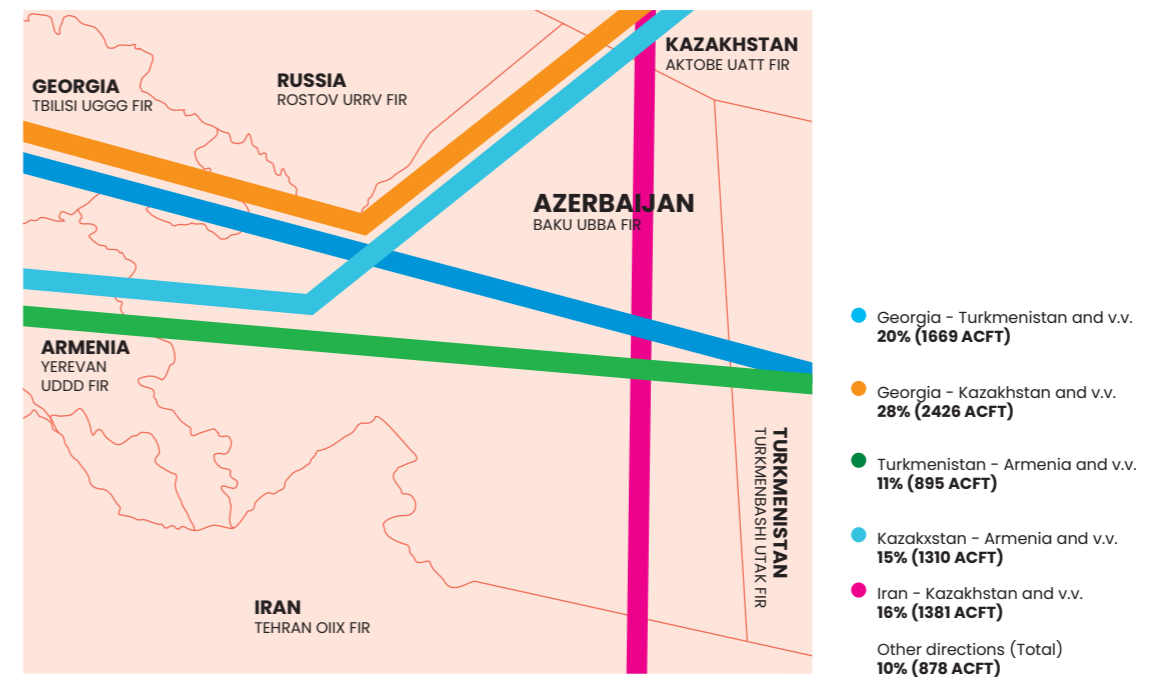 GEORGIA
TBILISI UGGG FIR
RUSSIA
ROSTOV URRV FIR
KAZAKHSTAN
AKTOBE UATT FIR
AZERBAIJAN
BAKU UBBA FIR
ARMENIA
YEREVAN
UDDD FIR
TURKMENISTAN
TURKMENBASHI UTAK FIR
IRAN
TEHRAN OIIX FIR
Georgia - Turkmenistan and v.v.
20% (1669 ACFT)
Georgia - Kazakhstan and v.v.
28% (2426 ACFT)
Turkmenistan - Armenia and v.v.
11% (895 ACFT)
Kazakxstan - Armenia and v.v.
15% (1310 ACFT)
Iran - Kazakhstan and v.v.
16% (1381 ACFT)
Other directions (Total)
10% (878 ACFT)